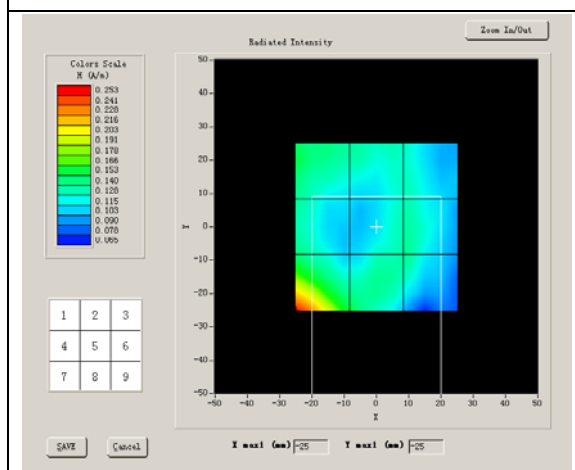 Zoom In/Out
Radiated Intensity
Colors Scale
H (A/m)
0.253
0.241
0.228
0.216
0.203
0.191
0.178
0.166
0.153
0.140
0.128
0.115
0.103
0.090
0.078
0.065
50
40
30
20
10
0
-10
-20
-30
-40
-50
Y
-50 -40 -30 -20 -10 0 10 20 30 40 50
X
1 2 3
4 5 6
7 8 9
SAVE Cancel X max1 (mm) -25 Y max1 (mm) -25